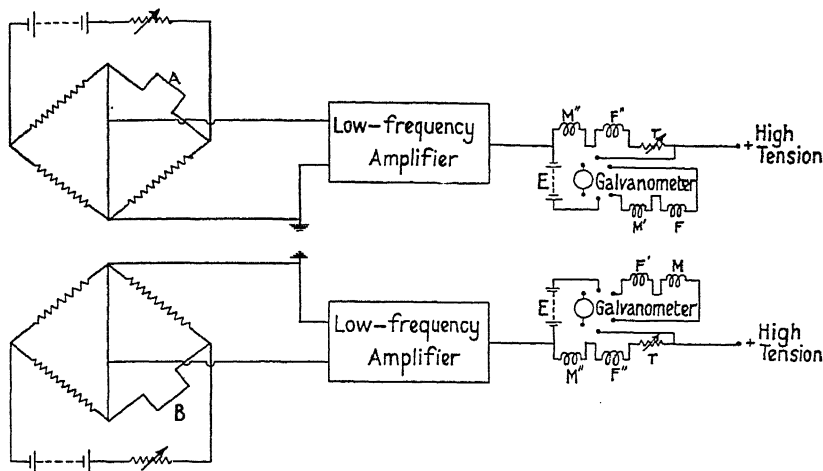 A
Low-frequency
Amplifier
M" F" T
+ High
Tension
E Galvanometer
M' F
F' M
E Galvanometer
Low-frequency
Amplifier
+ High
Tension
M" F" T
B